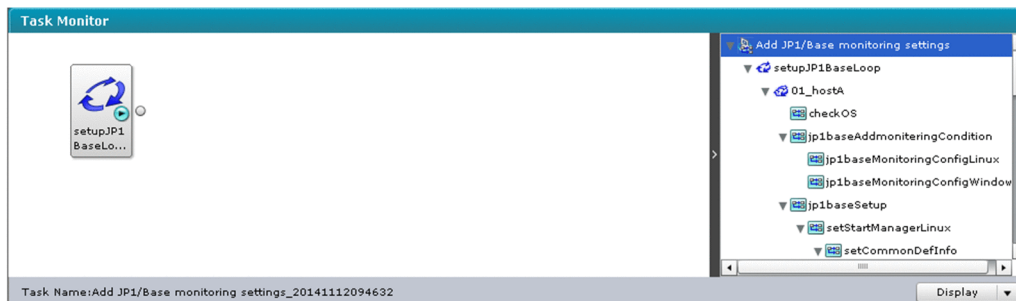 Task Monitor
setupJP1
BaseLo...
Add JP1/Base monitoring settings
setupJP1BaseLoop
01_hostA
checkOS
jp1baseAddmoniteringCondition
jp1baseMonitoringConfigLinux
jp1baseMonitoringConfigWindow
jp1baseSetup
setStartManagerLinux
setCommonDefInfo
Task Name:Add JP1/Base monitoring settings_20141112094632
Display